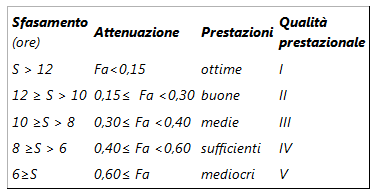 Sfasamento (ore) Attenuazione Prestazioni Qualità prestazionale
S > 12 Fa<0,15 ottime I
12 ≥ S > 10 0,15≤ Fa <0,30 buone II
10 ≥S > 8 0,30≤ Fa <0,40 medie III
8 ≥S > 6 0,40≤ Fa <0,60 sufficienti IV
6≥S 0,60≤ Fa mediocri V